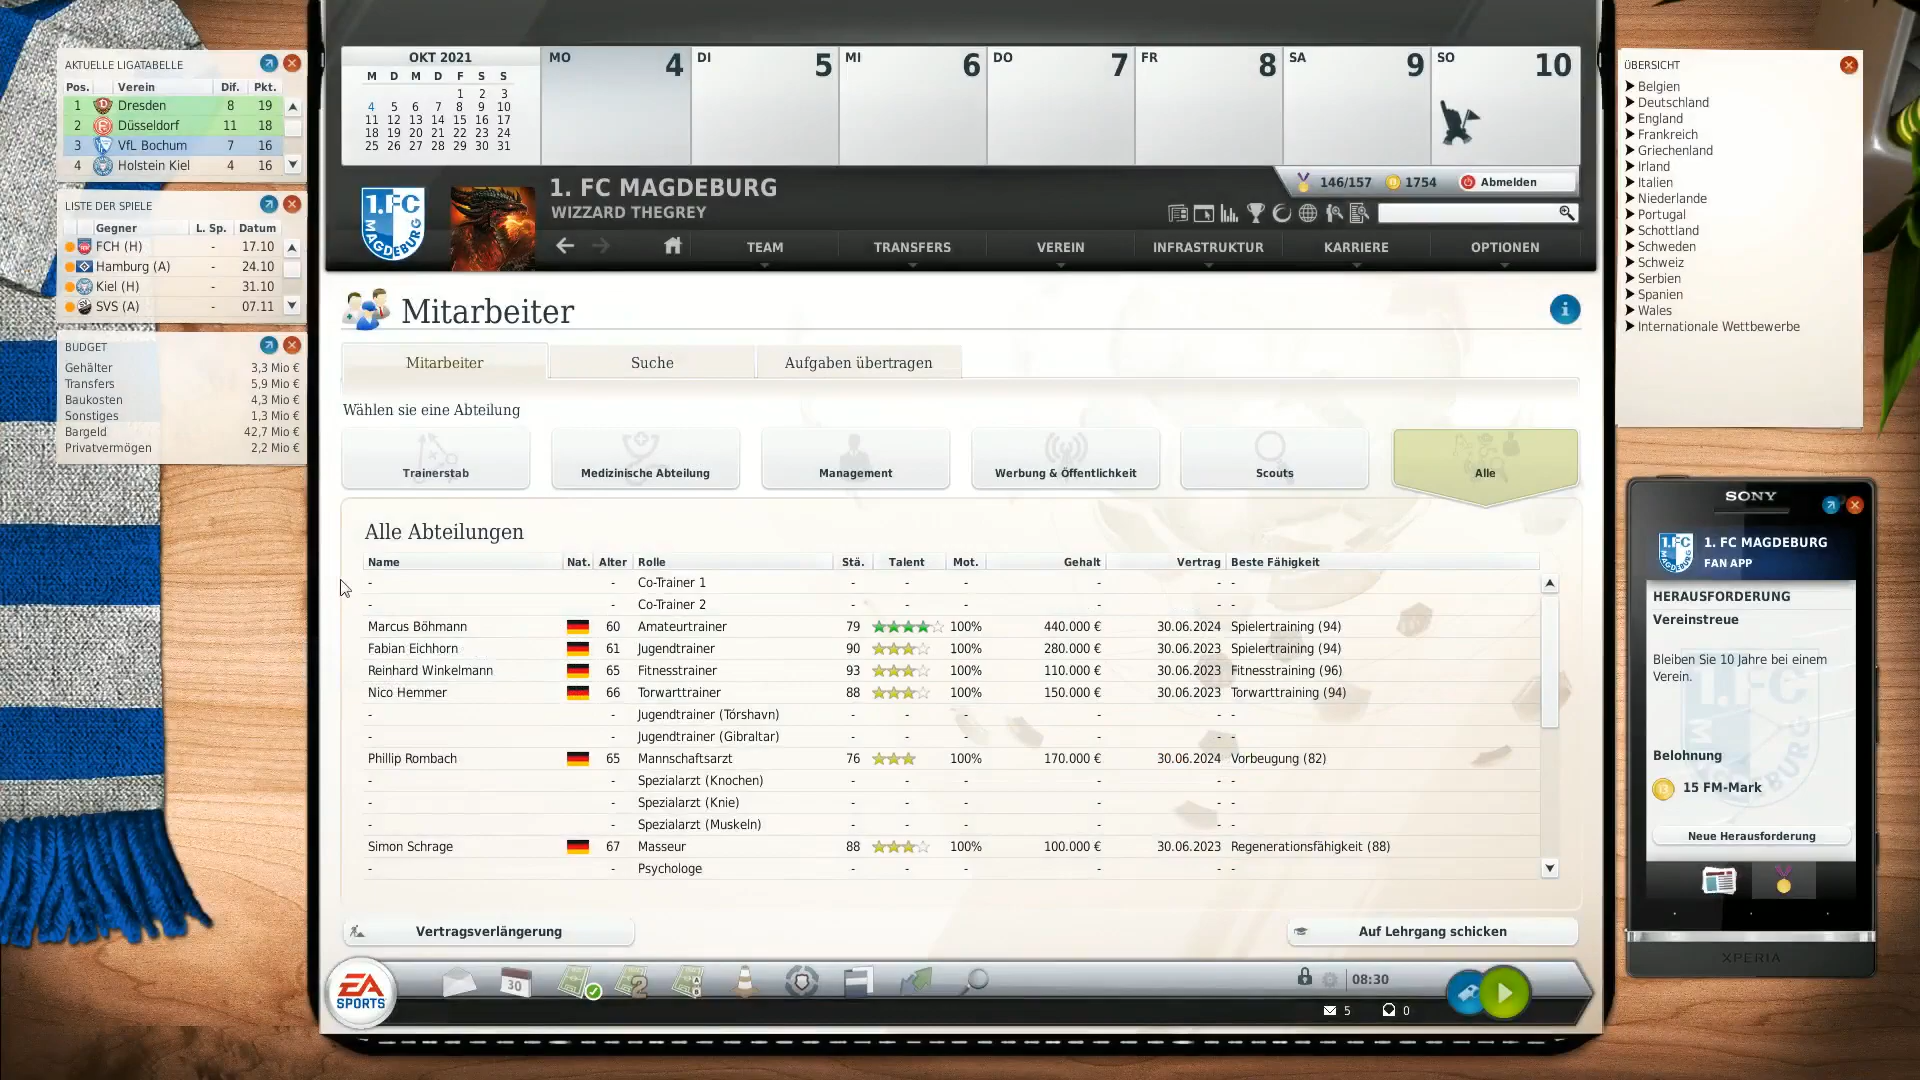 AKTUELLE LIGATABELLE
Pos. Verein Dif. Pkt.
1 Dresden 8 19
2 Düsseldorf 11 18
3 VfL Bochum 7 16
4 Holstein Kiel 4 16
LISTE DER SPIELE
Gegner L. Sp. Datum
FCH (H) - 17.10
Hamburg (A) - 24.10
Kiel (H) - 31.10
SVS (A) - 07.11
BUDGET
Gehälter 3,3 Mio €
Transfers 5,9 Mio €
Baukosten 4,3 Mio €
Sonstiges 1,3 Mio €
Bargeld 42,7 Mio €
Privatvermögen 2,2 Mio €
OKT 2021
M D M D F S S
1 2 3
4 5 6 7 8 9 10
11 12 13 14 15 16 17
18 19 20 21 22 23 24
25 26 27 28 29 30 31
MO 4 DI 5 MI 6 DO 7 FR 8 SA 9 SO 10
1. FC MAGDEBURG
WIZZARD THEGREY
146/157 1754 Abmelden
1.FC
MAGDEBURG
TEAM TRANSFERS VEREIN INFRASTRUKTUR KARRIERE OPTIONEN
Mitarbeiter
Mitarbeiter Suche Aufgaben übertragen
Wählen sie eine Abteilung
Trainerstab Medizinische Abteilung Management Werbung & Öffentlichkeit Scouts Alle
Alle Abteilungen
Name Nat. Alter Rolle Stä. Talent Mot. Gehalt Vertrag Beste Fähigkeit
- - Co-Trainer 1 - - - - - -
- - Co-Trainer 2 - - - - - -
Marcus Böhmann 60 Amateurtrainer 79 100% 440.000 € 30.06.2024 Spielertraining (94)
Fabian Eichhorn 61 Jugendtrainer 90 100% 280.000 € 30.06.2023 Spielertraining (94)
Reinhard Winkelmann 65 Fitnesstrainer 93 100% 110.000 € 30.06.2023 Fitnesstraining (96)
Nico Hemmer 66 Torwarttrainer 88 100% 150.000 € 30.06.2023 Torwarttraining (94)
- - Jugendtrainer (Tórshavn) - - - - - -
- - Jugendtrainer (Gibraltar) - - - - - -
Phillip Rombach 65 Mannschaftsarzt 76 100% 170.000 € 30.06.2024 Vorbeugung (82)
- - Spezialarzt (Knochen) - - - - - -
- - Spezialarzt (Knie) - - - - - -
- - Spezialarzt (Muskeln) - - - - - -
Simon Schrage 67 Masseur 88 100% 100.000 € 30.06.2023 Regenerationsfähigkeit (88)
- - Psychologe - - - - - -
Vertragsverlängerung Auf Lehrgang schicken
EA
SPORTS
30
2
08:30
5 0
ÜBERSICHT
Belgien
Deutschland
England
Frankreich
Griechenland
Irland
Italien
Niederlande
Portugal
Schottland
Schweden
Schweiz
Serbien
Spanien
Wales
Internationale Wettbewerbe
SONY
1. FC MAGDEBURG
FAN APP
HERAUSFORDERUNG
Vereinstreue
Bleiben Sie 10 Jahre bei einem
Verein.
Belohnung
15 FM-Mark
Neue Herausforderung
XPERIA